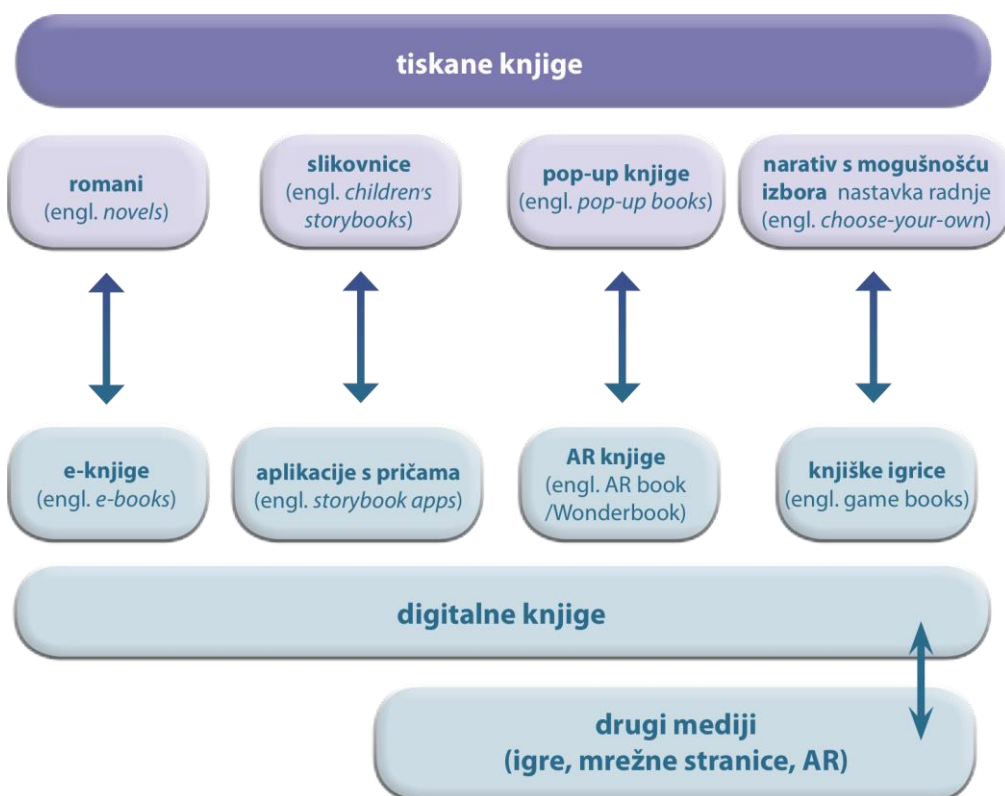 tiskane knjige
romani
(engl. novels)
slikovnice
(engl. children's
storybooks)
pop-up knjige
(engl. pop-up books)
narativ s mogušnošću
izbora nastavka radnje
(engl. choose-your-own)
e-knjige
(engl. e-books)
aplikacije s pričama
(engl. storybook apps)
AR knjige
(engl. AR book
/Wonderbook)
knjiške igrice
(engl. game books)
digitalne knjige
drugi mediji
(igre, mrežne stranice, AR)